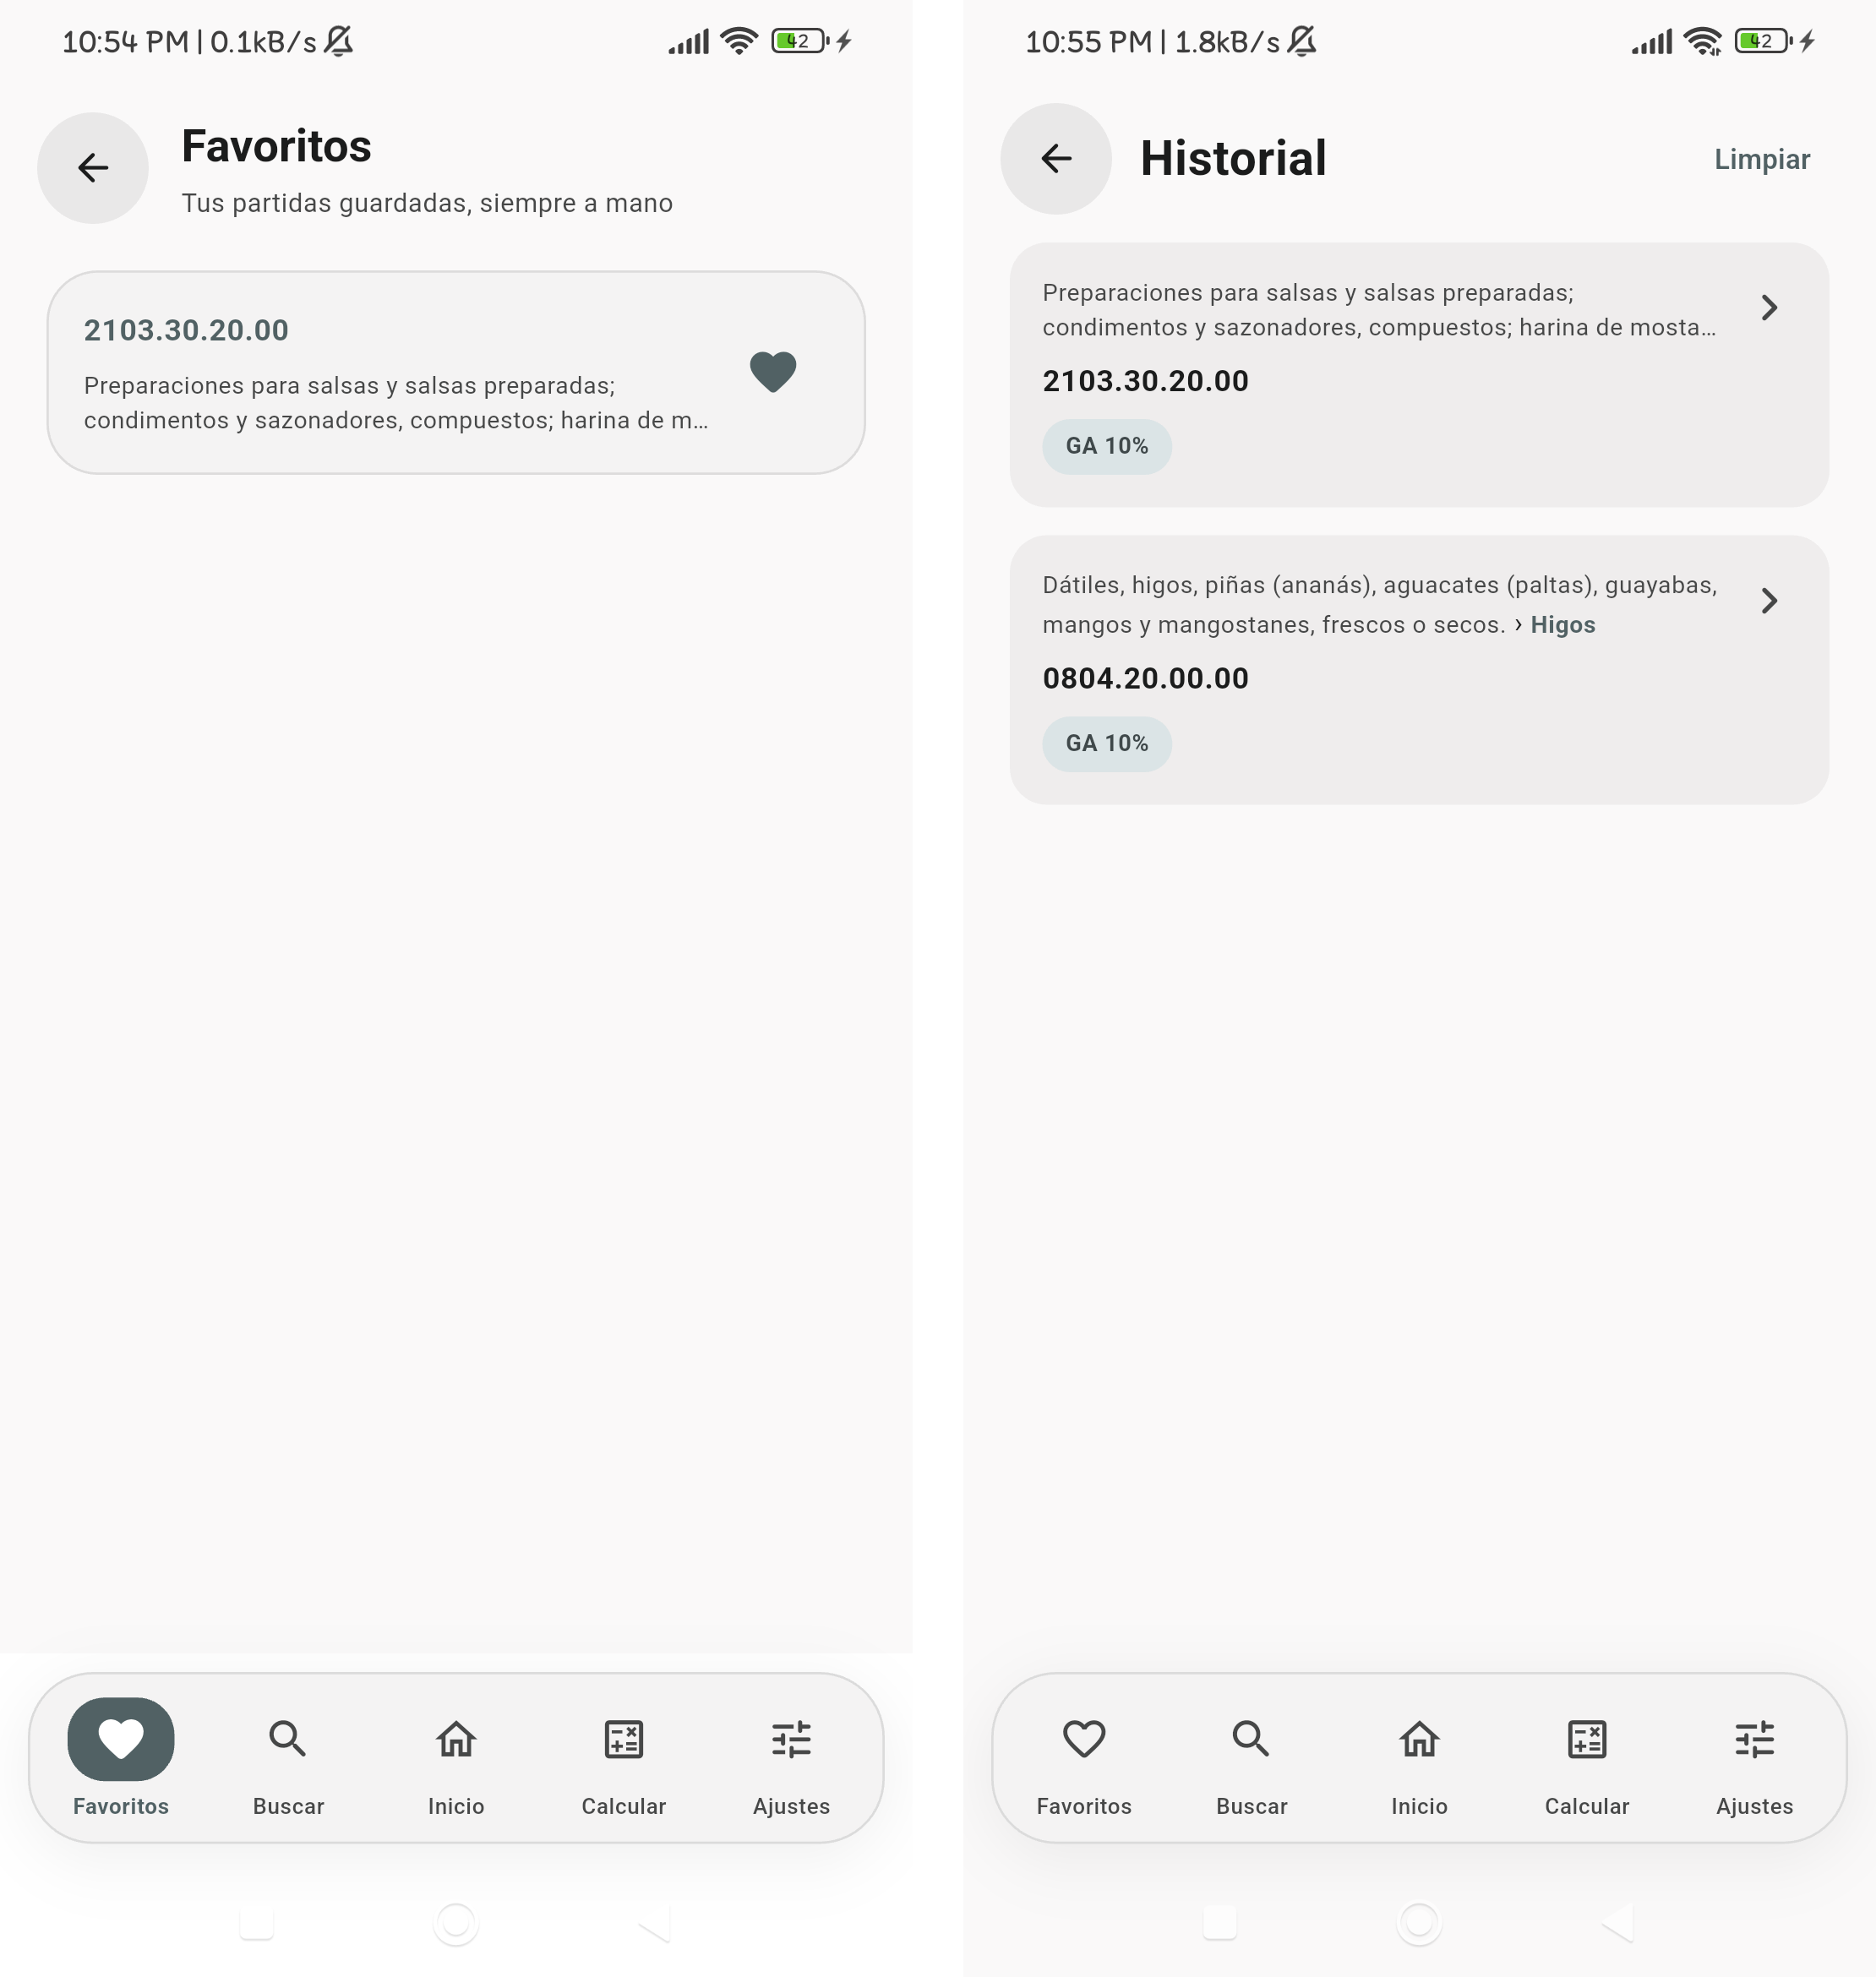 10:54 PM | 0.1kB/s
42
Favoritos
Tus partidas guardadas, siempre a mano
2103.30.20.00
Preparaciones para salsas y salsas preparadas;
condimentos y sazonadores, compuestos; harina de m…
Favoritos
Buscar
Inicio
Calcular
Ajustes
10:55 PM | 1.8kB/s
42
Historial
Limpiar
Preparaciones para salsas y salsas preparadas;
condimentos y sazonadores, compuestos; harina de mosta…
2103.30.20.00
GA 10%
Dátiles, higos, piñas (ananás), aguacates (paltas), guayabas,
mangos y mangostanes, frescos o secos. › Higos
0804.20.00.00
GA 10%
Favoritos
Buscar
Inicio
Calcular
Ajustes